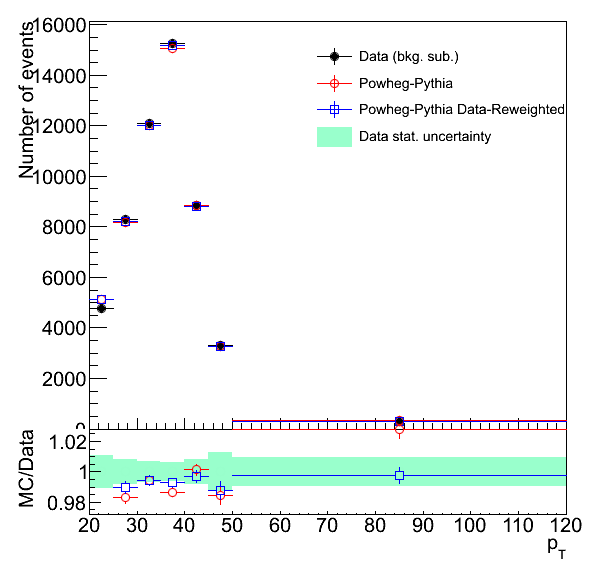 Number of events
16000
14000
12000
10000
8000
6000
4000
2000
0
Data (bkg. sub.)
Powheg-Pythia
Powheg-Pythia Data-Reweighted
Data stat. uncertainty
MC/Data
1.02
1
0.98
20 30 40 50 60 70 80 90 100 110 120
pT